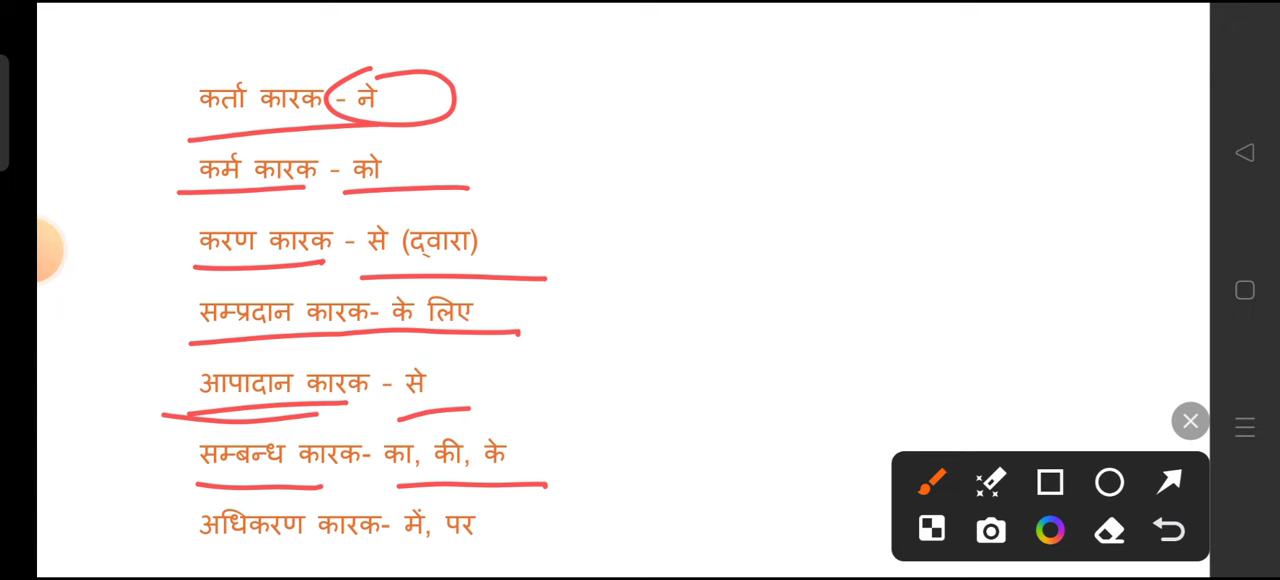 कर्ता कारक - ने
कर्म कारक - को
करण कारक - से (द्‌वारा)
सम्प्रदान कारक- के लिए
आपादान कारक - से
सम्बन्ध कारक- का, की, के
अधिकरण कारक- में, पर